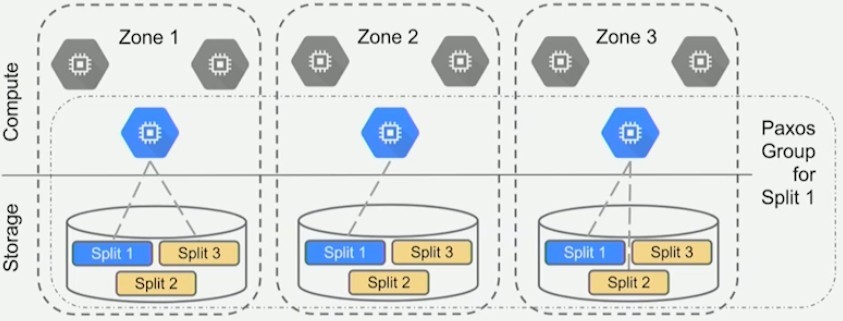 Zone 1
Zone 2
Zone 3
Compute
Paxos
Group
for
Split 1
Storage
Split 1
Split 3
Split 2
Split 1
Split 3
Split 2
Split 1
Split 3
Split 2